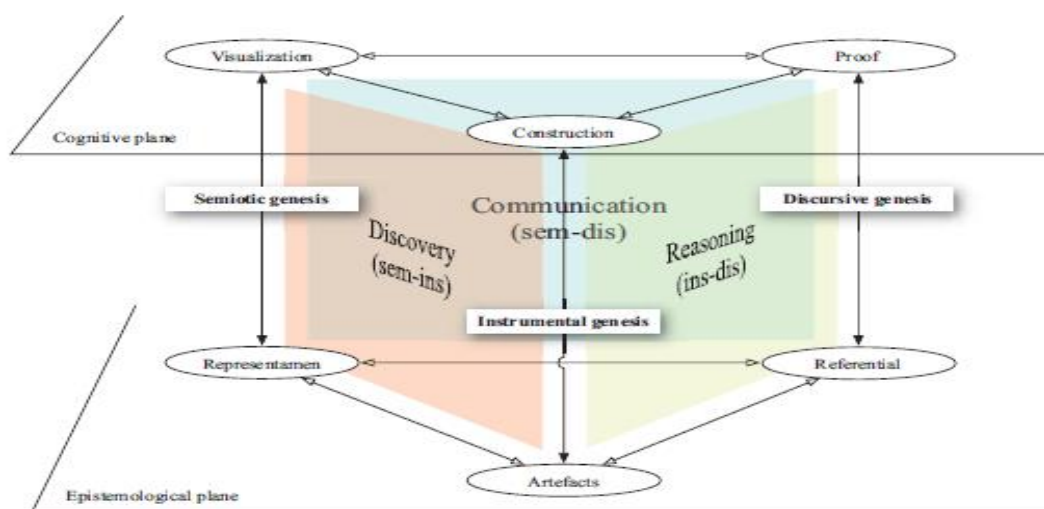 Visualization
Proof
Construction
Cognitive plane
Semiotic genesis
Discursive genesis
Communication
(sem-dis)
Discovery
(sem-ins)
Reasoning
(ins-dis)
Instrumental genesis
Representamen
Referential
Artefacts
Epistemological plane